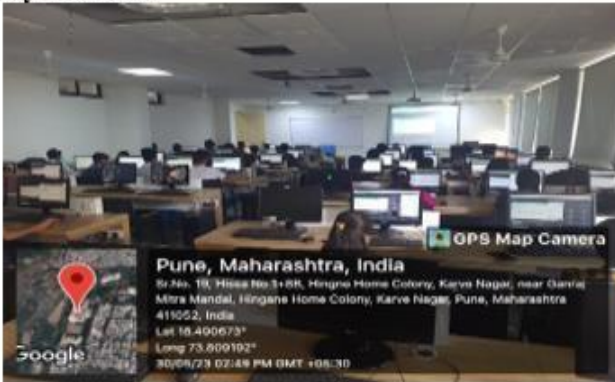 GPS Map Camera
Pune, Maharashtra, India
Sr.No. 19, Hissa No 1+8B, Hingne Home Colony, Karve Nagar, near Ganraj
Mitra Mandal, Hingane Home Colony, Karve Nagar, Pune, Maharashtra
411052, India
Lat 18.490673°
Long 73.809192°
30/05/23 02:49 PM GMT +05:30
Google